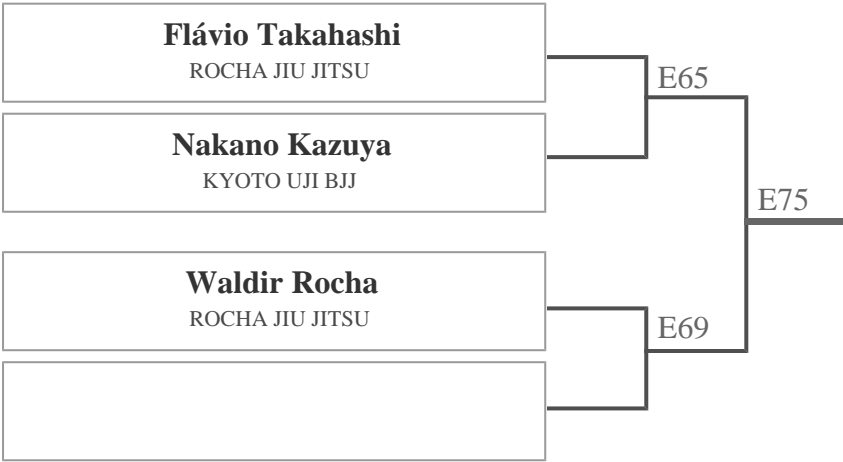 Flávio Takahashi
ROCHA JIU JITSU
E65
Nakano Kazuya
KYOTO UJI BJJ
E75
Waldir Rocha
ROCHA JIU JITSU
E69